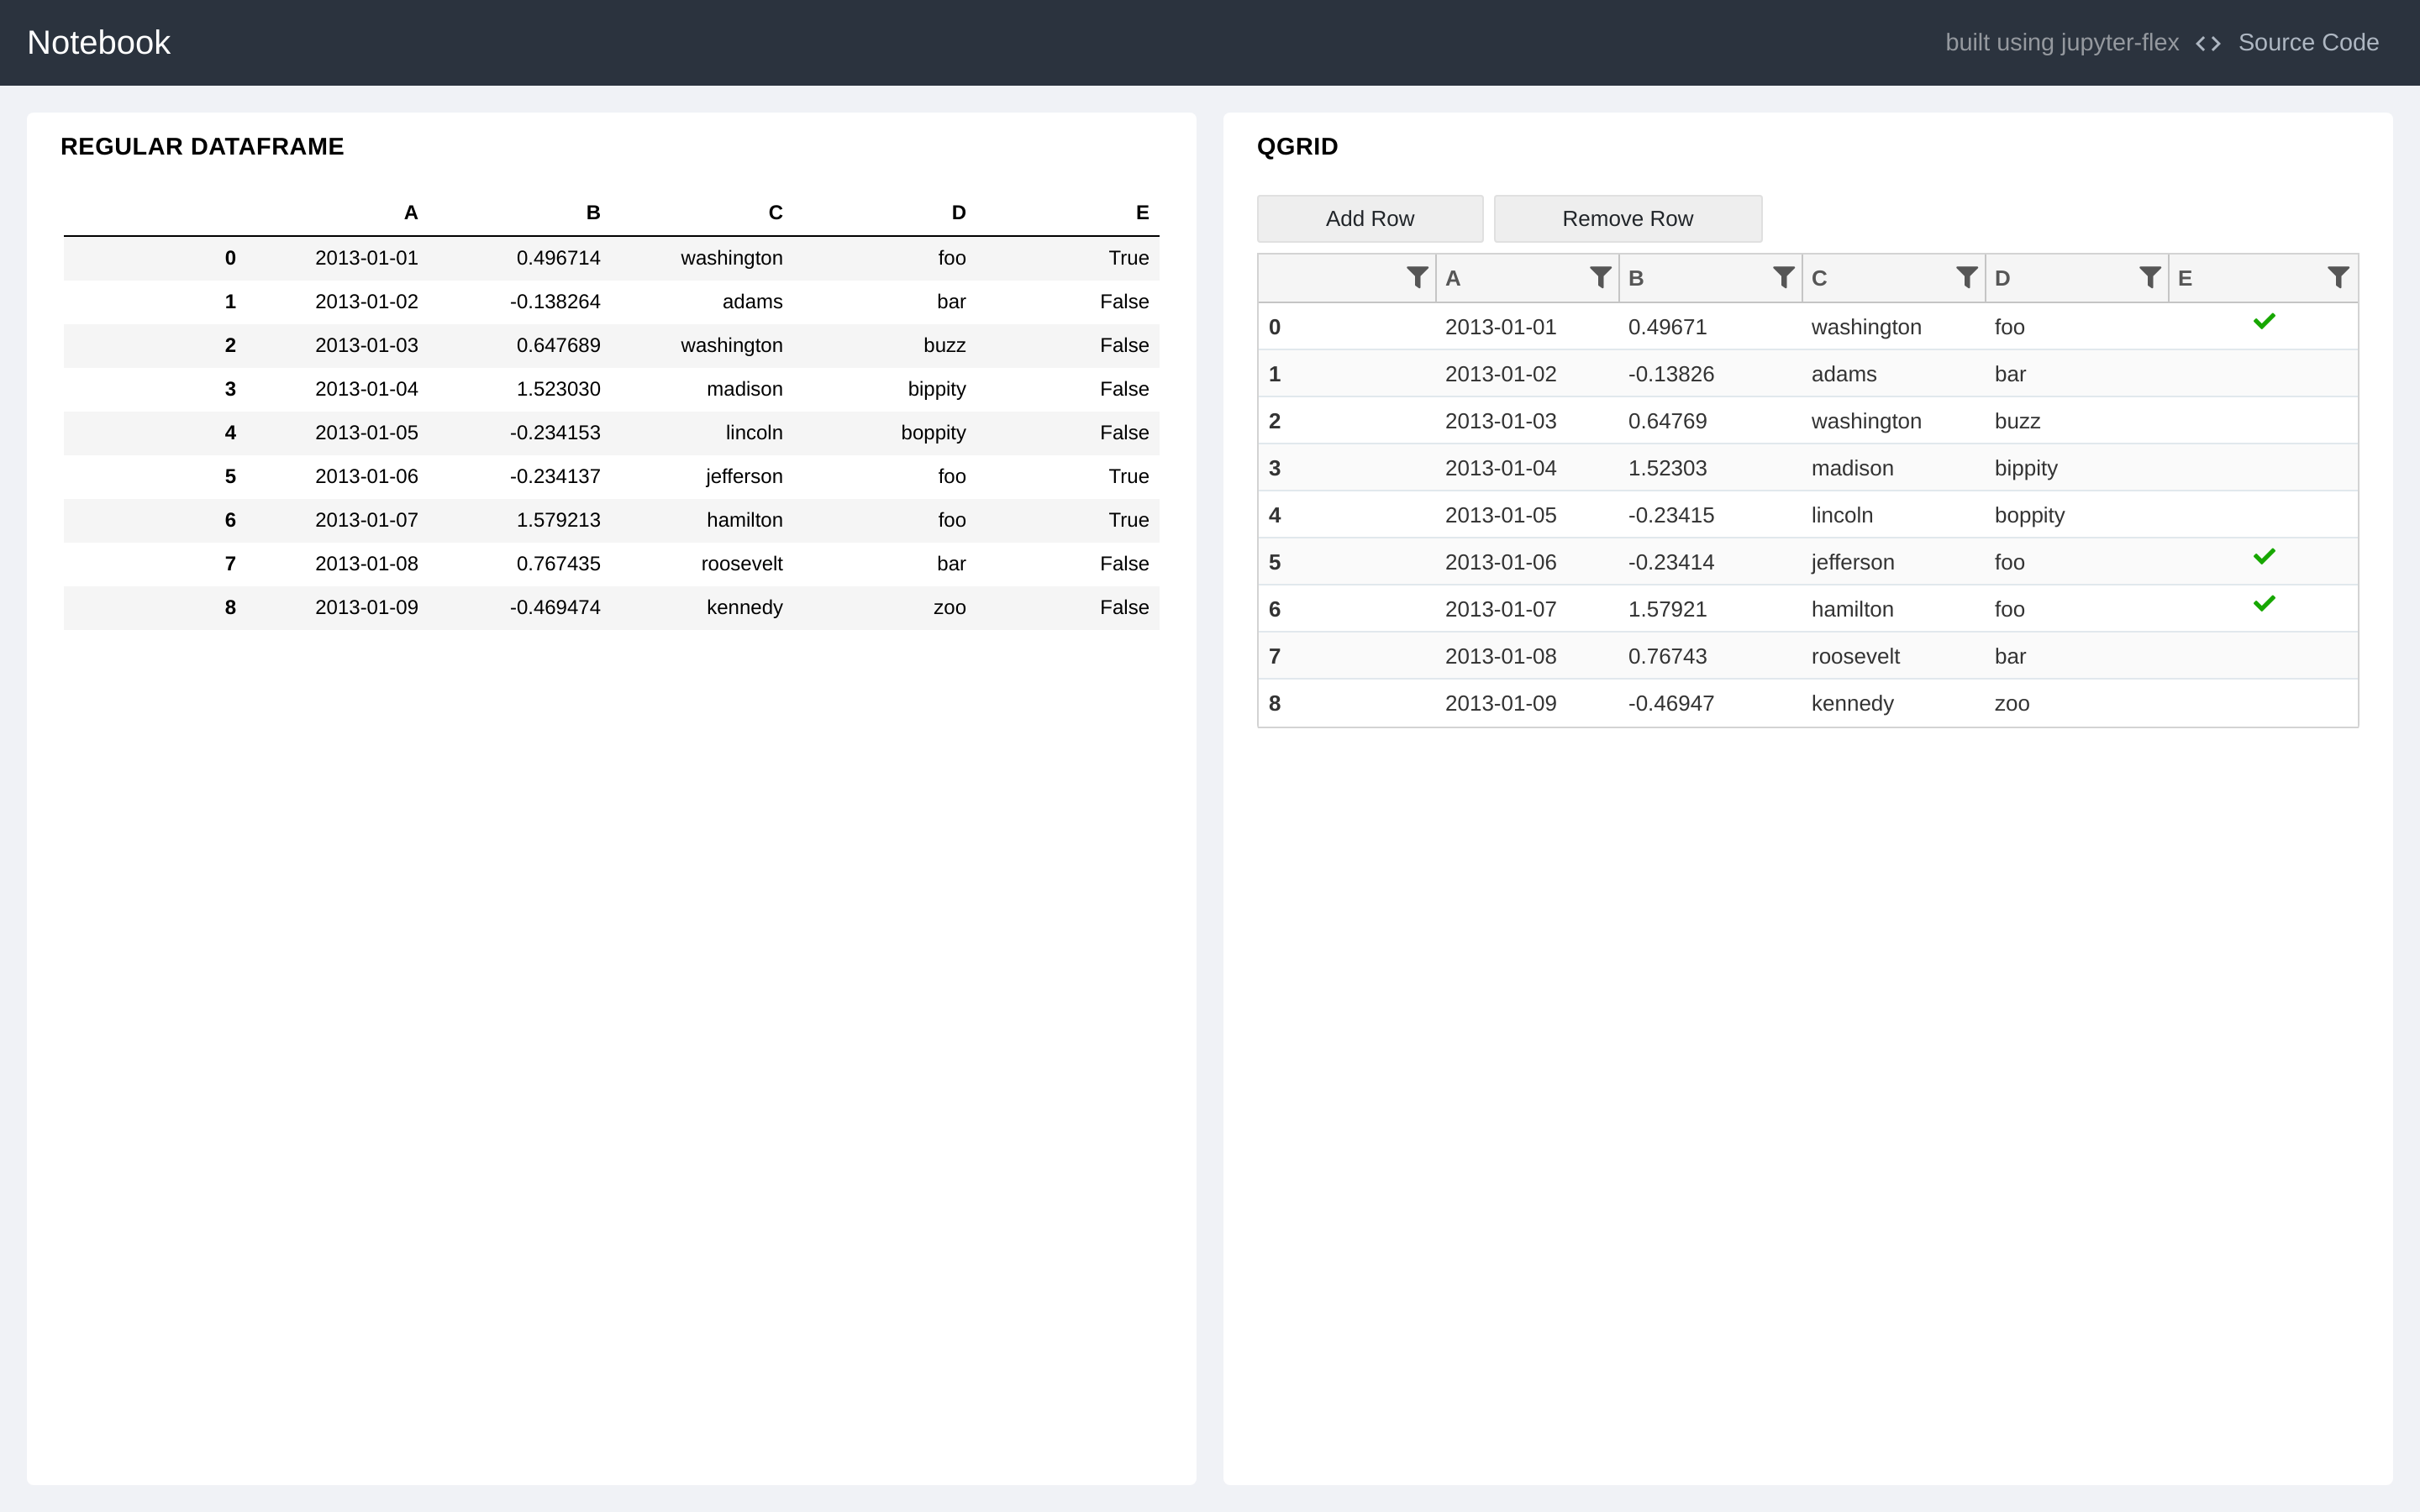 Notebook
built using jupyter-flex <> Source Code
REGULAR DATAFRAME
A B C D E
0 2013-01-01 0.496714 washington foo True
1 2013-01-02 -0.138264 adams bar False
2 2013-01-03 0.647689 washington buzz False
3 2013-01-04 1.523030 madison bippity False
4 2013-01-05 -0.234153 lincoln boppity False
5 2013-01-06 -0.234137 jefferson foo True
6 2013-01-07 1.579213 hamilton foo True
7 2013-01-08 0.767435 roosevelt bar False
8 2013-01-09 -0.469474 kennedy zoo False
QGRID
Add Row Remove Row
A B C D E
0 2013-01-01 0.49671 washington foo
1 2013-01-02 -0.13826 adams bar
2 2013-01-03 0.64769 washington buzz
3 2013-01-04 1.52303 madison bippity
4 2013-01-05 -0.23415 lincoln boppity
5 2013-01-06 -0.23414 jefferson foo
6 2013-01-07 1.57921 hamilton foo
7 2013-01-08 0.76743 roosevelt bar
8 2013-01-09 -0.46947 kennedy zoo